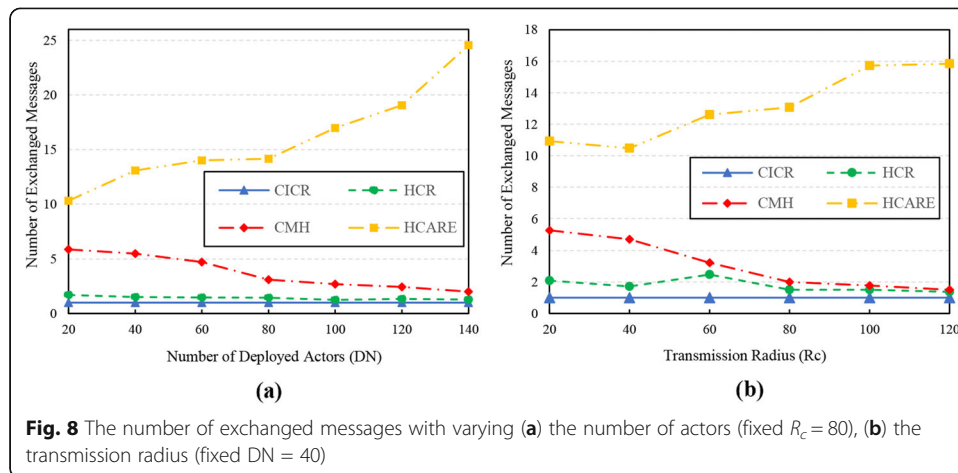 25
20
15
10
5
0
Number of Exchanged Messages
CICR
HCR
CMH
HCARE
20 40 60 80 100 120 140
Number of Deployed Actors (DN)
(a)
18
16
14
12
10
8
6
4
2
0
Number of Exchanged Messages
CICR
HCR
CMH
HCARE
20 40 60 80 100 120
Transmission Radius (Rc)
(b)
Fig. 8 The number of exchanged messages with varying (a) the number of actors (fixed Rc = 80), (b) the
transmission radius (fixed DN = 40)